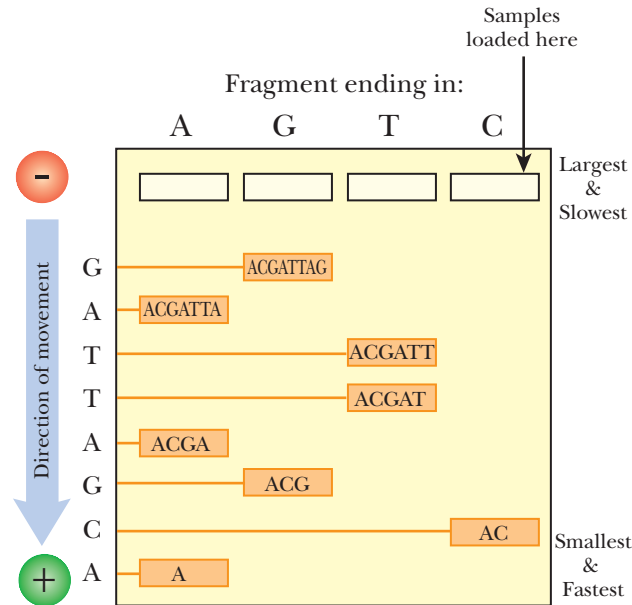 Samples
loaded here
Fragment ending in:
A G T C
-
Largest
&
Slowest
Direction of movement
G ACGATTAG
A ACGATTA
T ACGATT
T ACGAT
A ACGA
G ACG
C AC
A A
+
Smallest
&
Fastest